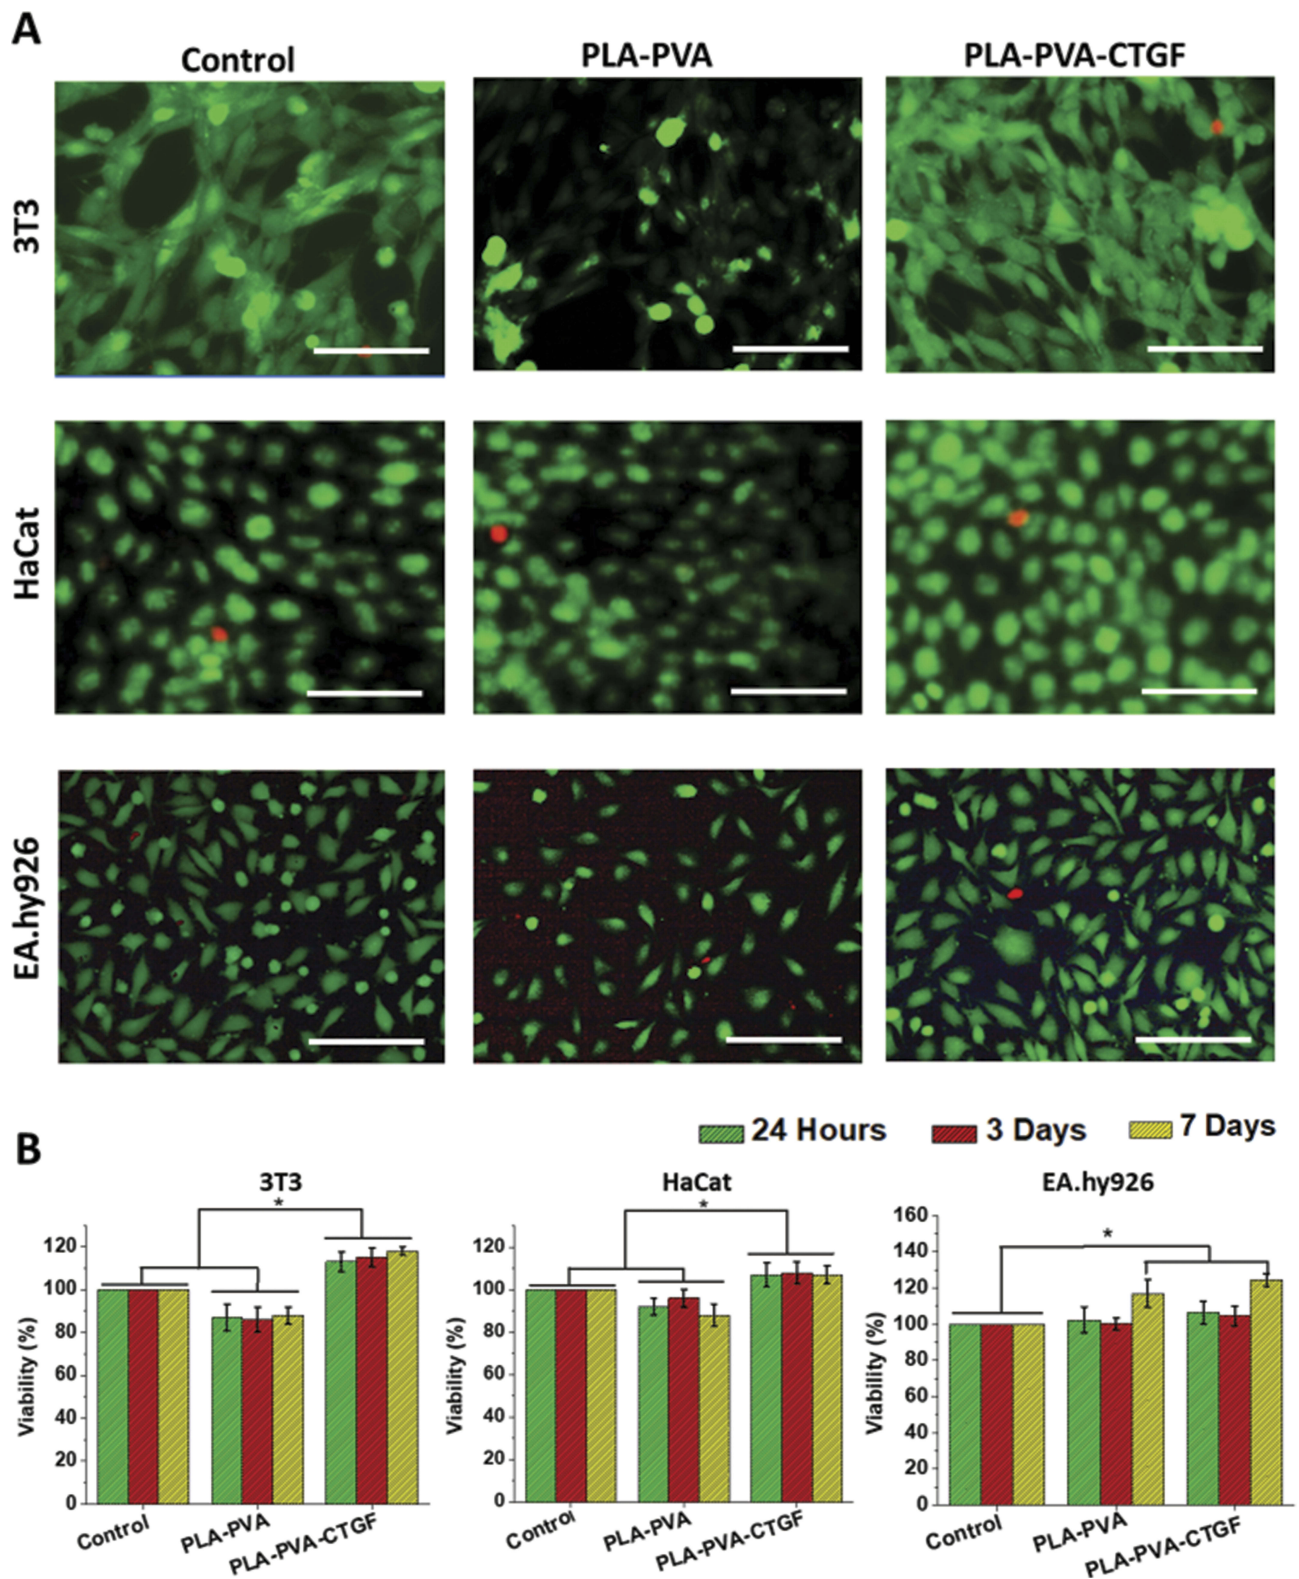 A
Control PLA-PVA PLA-PVA-CTGF
3T3
HaCat
EA.hy926
B
24 Hours 3 Days 7 Days
3T3 HaCat EA.hy926
*
*
*
Viability (%)
120
100
80
60
40
20
0
Control PLA-PVA PLA-PVA-CTGF
Viability (%)
120
100
80
60
40
20
0
Control PLA-PVA PLA-PVA-CTGF
Viability (%)
160
140
120
100
80
60
40
20
0
Control PLA-PVA PLA-PVA-CTGF